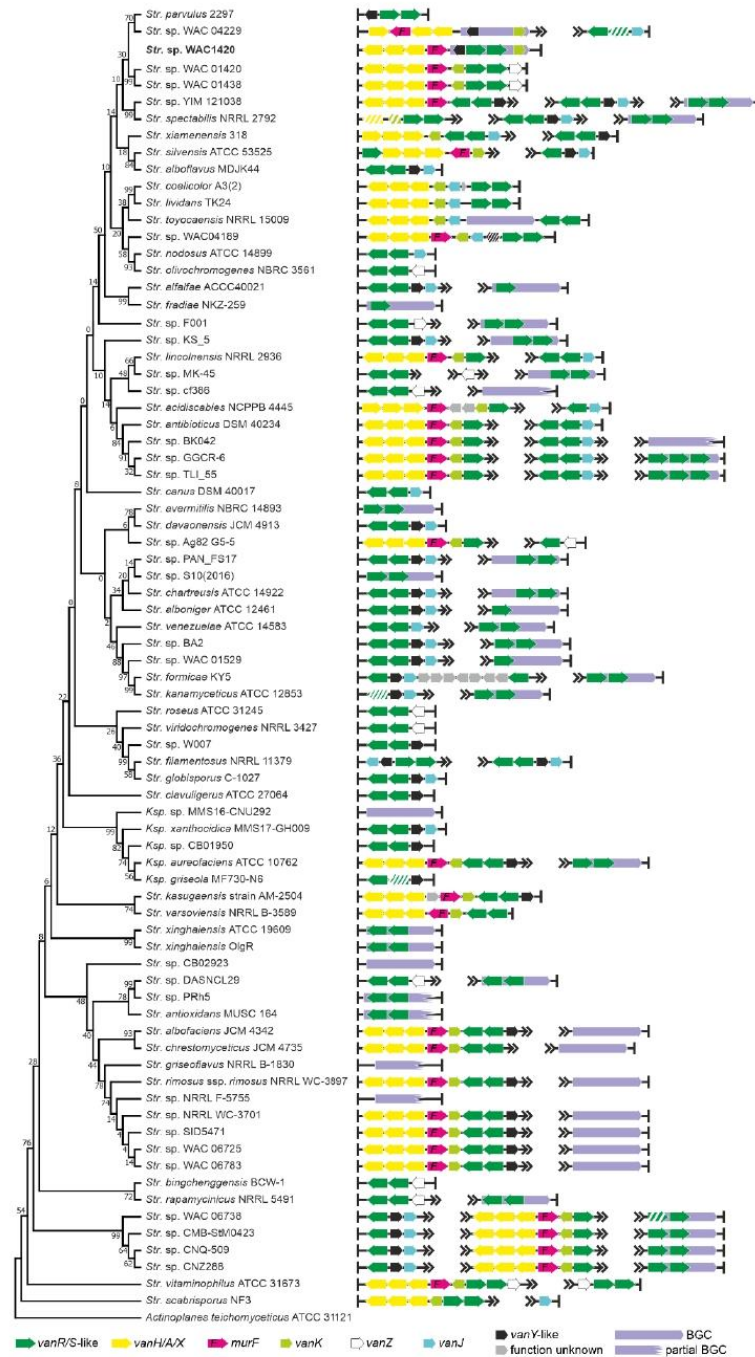 Str. parvulus 2297
Str. sp. WAC 04229
Str. sp. WAC1420
Str. sp. WAC 01420
Str. sp. WAC 01438
Str. sp. YIM 121038
Str. spectabilis NRRL 2792
Str. xiamenensis 318
Str. silvensis ATCC 53525
Str. alboflavus MDJK44
Str. coelicolor A3(2)
Str. lividans TK24
Str. toyocaensis NRRL 15009
Str. sp. WAC04169
Str. nodosus ATCC 14899
Str. olivochromogenes NBRC 3561
Str. alfalfae ACCC40021
Str. fradiae NKZ-259
Str. sp. F001
Str. sp. KS_5
Str. lincolnensis NRRL 2936
Str. sp. MK-45
Str. sp. cf386
Str. acidiscabies NCPPB 4445
Str. antibioticus DSM 40234
Str. sp. BK042
Str. sp. GGCR-6
Str. sp. TLI_55
Str. canus DSM 40017
Str. avermitilis NBRC 14893
Str. davaonensis JCM 4913
Str. sp. Ag82 G5-5
Str. sp. PAN_FS17
Str. sp. S10(2016)
Str. chartreusis ATCC 14922
Str. alboniger ATCC 12461
Str. venezuelae ATCC 14583
Str. sp. BA2
Str. sp. WAC 01529
Str. formicae KY5
Str. kanamyceticus ATCC 12853
Str. roseus ATCC 31245
Str. viridochromogenes NRRL 3427
Str. sp. W007
Str. filamentosus NRRL 11379
Str. globisporus C-1027
Str. clavuligerus ATCC 27064
Ksp. sp. MMS16-CNU292
Ksp. xanthocidica MMS17-GH009
Ksp. sp. CB01950
Ksp. aureofaciens ATCC 10762
Ksp. griseola MF730-N6
Str. kasugaensis strain AM-2504
Str. varsoviensis NRRL B-3589
Str. xinghaiensis ATCC 19609
Str. xinghaiensis OlgR
Str. sp. CB02923
Str. sp. DASNCL29
Str. sp. PRh5
Str. antioxidans MUSC 164
Str. albofaciens JCM 4342
Str. chrestomyceticus JCM 4735
Str. griseoflavus NRRL B-1830
Str. rimosus ssp. rimosus NRRL WC-3897
Str. sp. NRRL F-5755
Str. sp. NRRL WC-3701
Str. sp. SID5471
Str. sp. WAC 06725
Str. sp. WAC 06783
Str. bingchenggensis BCW-1
Str. rapamycinicus NRRL 5491
Str. sp. WAC 06738
Str. sp. CMB-StM0423
Str. sp. CNQ-509
Str. sp. CNZ288
Str. vitaminophilus ATCC 31673
Str. scabrisporus NF3
Actinoplanes teichomyceticus ATCC 31121
vanR/S-like vanH/A/X F murF vanK vanZ vanJ vanY-like BGC
function unknown partial BGC